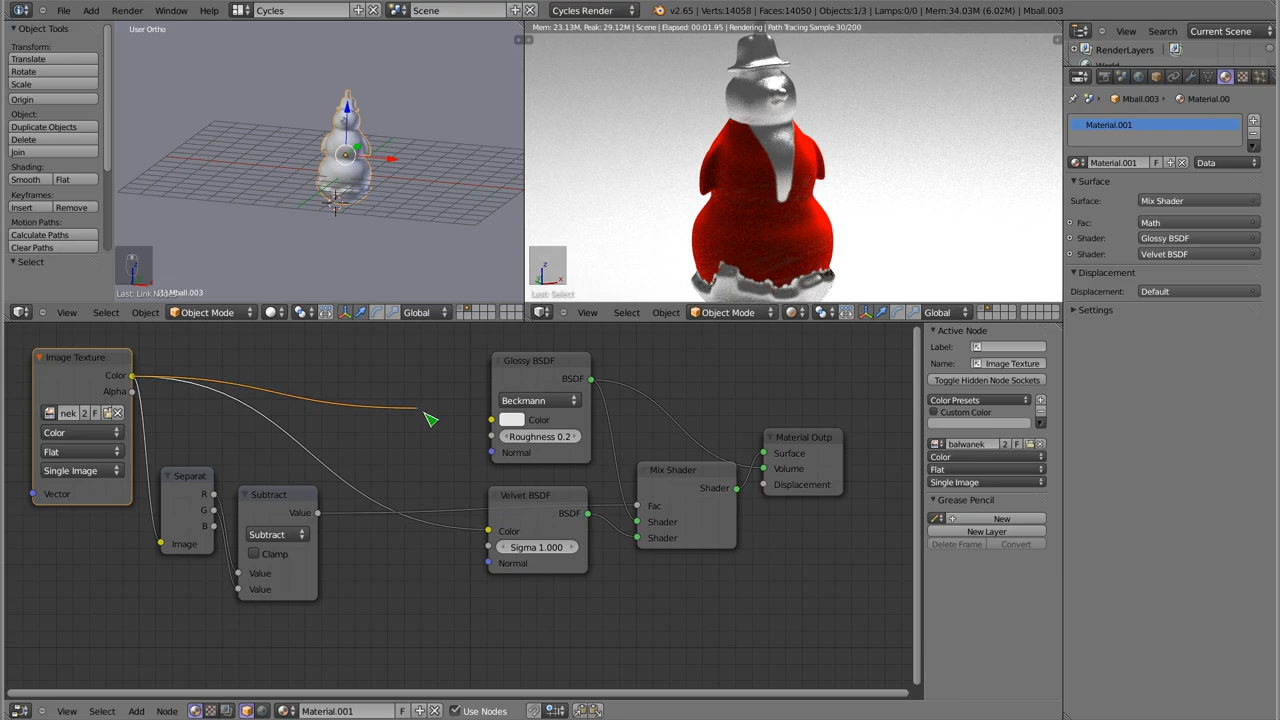 File Add Render Window Help Cycles Scene Cycles Render v2.65 | Verts:14058 | Faces:14050 | Objects:1/3 | Lamps:0/0 | Mem:34.03M (6.02M) | Mball.003
Object Tools
Transform:
Translate
Rotate
Scale
Origin
Object:
Duplicate Objects
Delete
Join
Shading:
Smooth Flat
Keyframes:
Insert Remove
Motion Paths:
Calculate Paths
Clear Paths
Select
User Ortho
(3) Mball.003
View Select Object Object Mode Global
Mem: 23.13M, Peak: 29.12M | Scene | Elapsed: 00:01.95 | Rendering | Path Tracing Sample 30/200
Last: Select
View Select Object Object Mode Global
Image Texture
Color
Alpha
nek 2 F
Color
Flat
Single Image
Vector
Separat
R
G
B
Image
Subtract
Value
Subtract
Clamp
Value
Value
Glossy BSDF
BSDF
Beckmann
Color
Roughness 0.2
Normal
Velvet BSDF
BSDF
Color
Sigma 1.000
Normal
Mix Shader
Shader
Fac
Shader
Shader
Material Outp
Surface
Volume
Displacement
Active Node
Label:
Name: Image Texture
Toggle Hidden Node Sockets
Color Presets
Custom Color
balwanek 2 F
Color
Flat
Single Image
Grease Pencil
New
New Layer
Delete Frame Convert
View Select Add Node Material.001 F Use Nodes
View Search Current Scene
RenderLayers
Mball.003 Material.00
Material.001
Material.001 F Data
Surface
Surface: Mix Shader
Fac: Math
Shader: Glossy BSDF
Shader: Velvet BSDF
Displacement
Displacement: Default
Settings